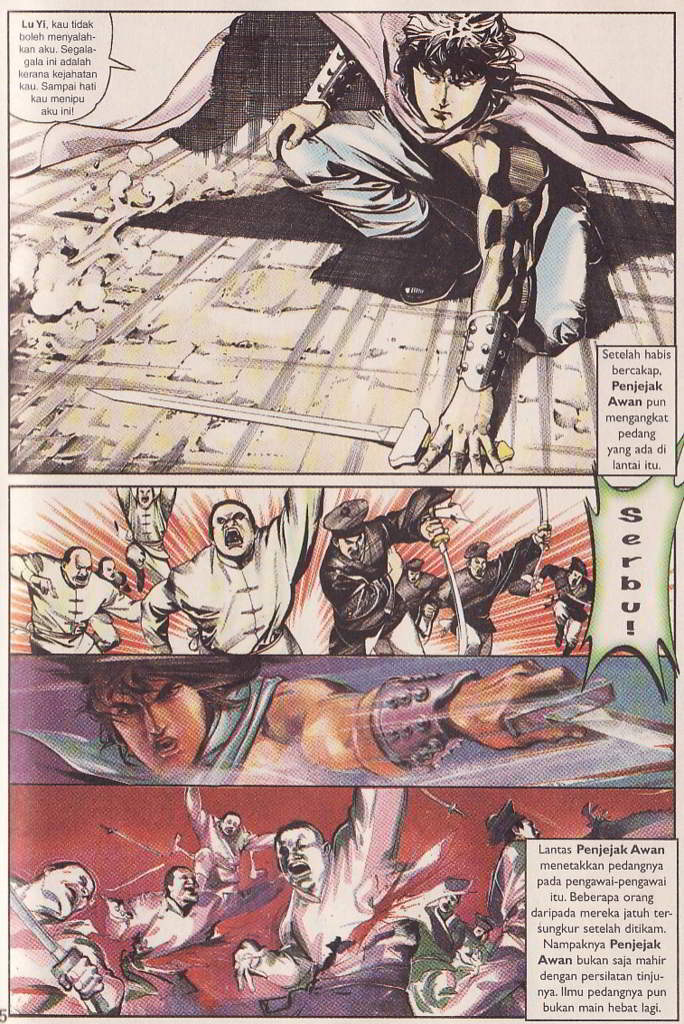 Lu Yi, kau tidak
boleh menyalah-
kan aku. Segala-
gala ini adalah
kerana kejahatan
kau. Sampai hati
kau menipu
aku ini!
Setelah habis
bercakap,
Penjejak
Awan pun
mengangkat
pedang
yang ada di
lantai itu.
Serbu!
Lantas Penjejak Awan
menetakkan pedangnya
pada pengawai-pengawai
itu. Beberapa orang
daripada mereka jatuh ter-
sungkur setelah ditikam.
Nampaknya Penjejak
Awan bukan saja mahir
dengan persilatan tinju-
nya. Ilmu pedangnya pun
bukan main hebat lagi.
5